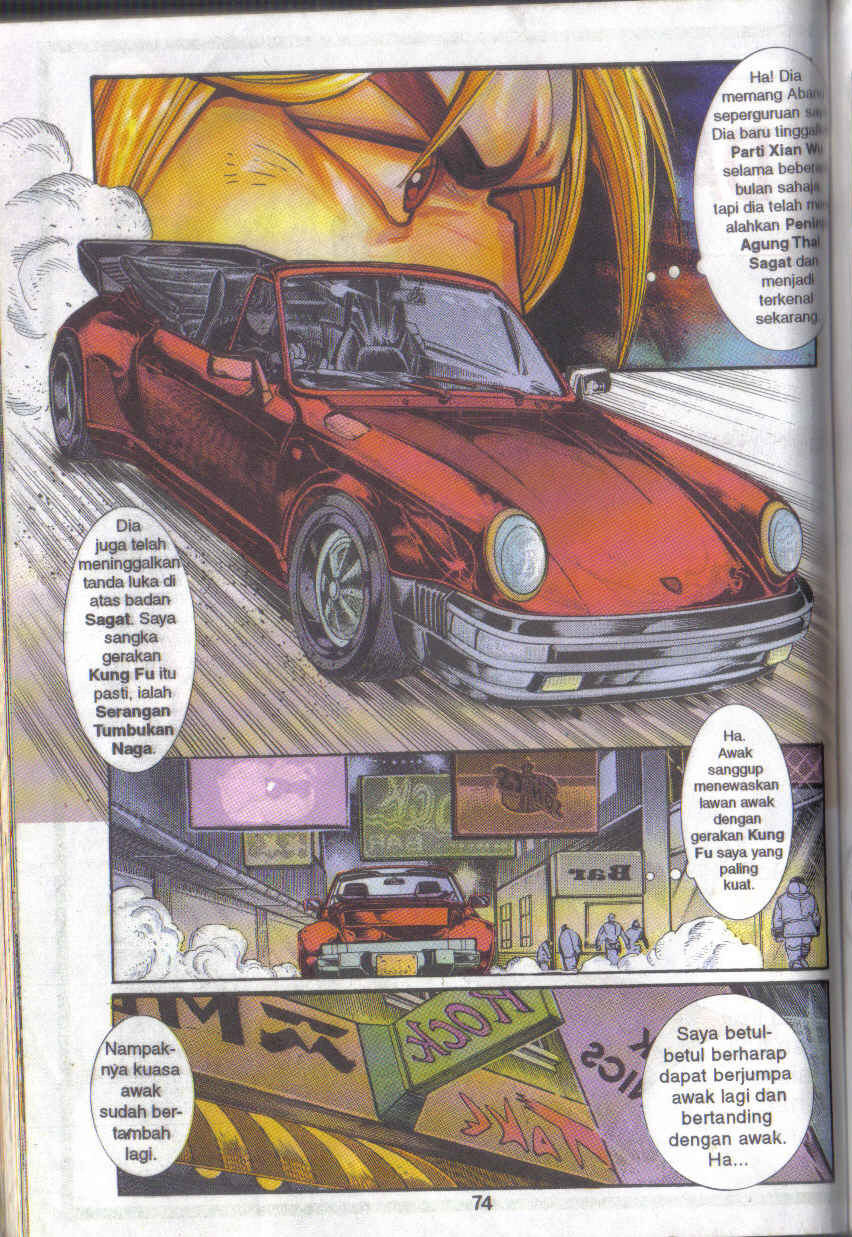 Ha! Dia
memang Aban
seperguruan sa
Dia baru tinggal
Parti Xian Wu
selama beber
bulan sahaja
tapi dia telah me
alahkan Penin
Agung Thai
Sagat dan
menjadi
terkenal
sekarang.
Dia
juga telah
meninggalkan
tanda luka di
atas badan
Sagat. Saya
sangka
gerakan
Kung Fu itu
pasti, ialah
Serangan
Tumbukan
Naga.
Ha.
Awak
sanggup
menewaskan
lawan awak
dengan
gerakan Kung
Fu saya yang
paling
kuat.
ROCK
BAR
Bar
Nampak-
nya kuasa
awak
sudah ber-
tambah
lagi.
ROCK
Saya betul-
betul berharap
dapat berjumpa
awak lagi dan
bertanding
dengan awak.
Ha...
74